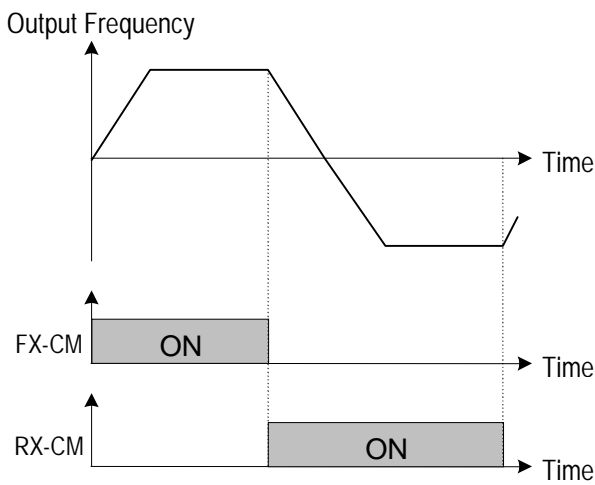 Output Frequency
Time
FX-CM
ON
Time
RX-CM
ON
Time